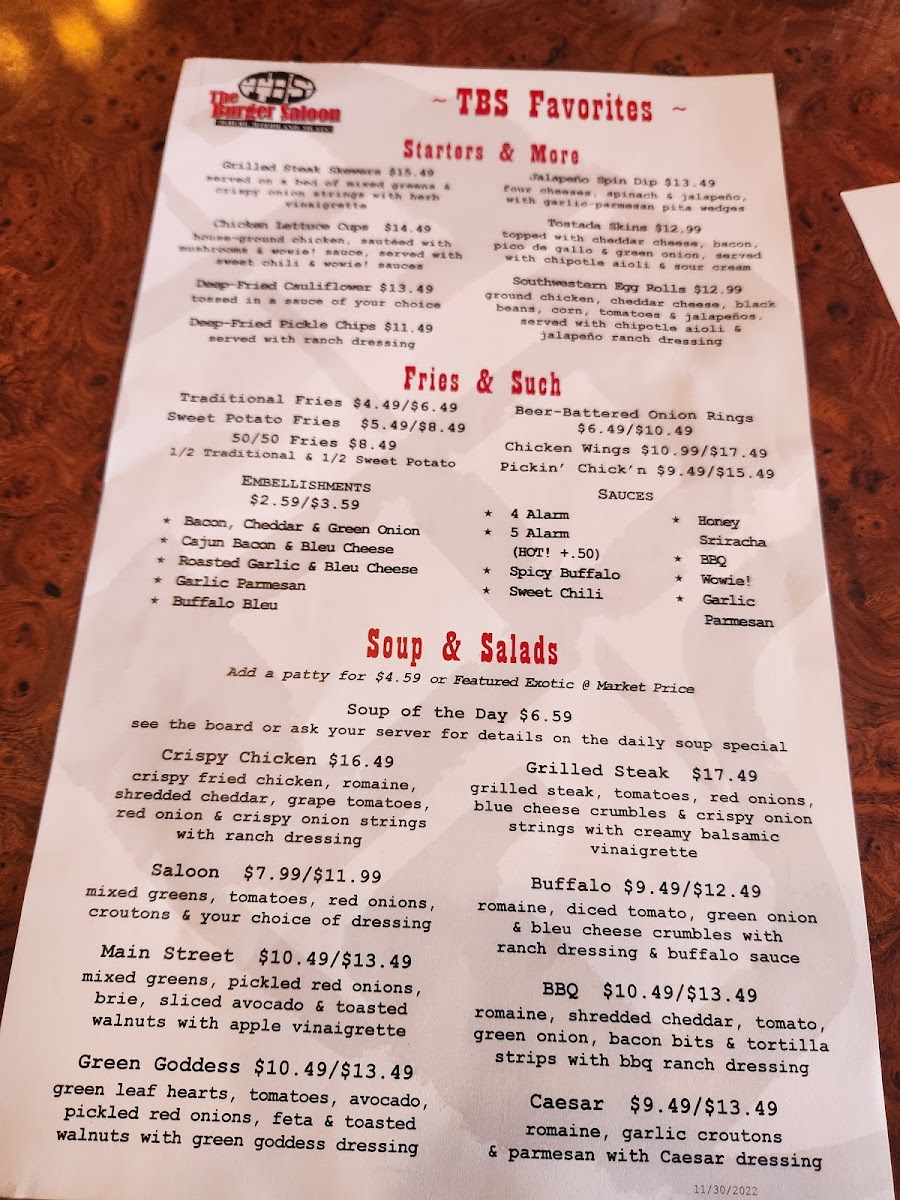 TBS
The
Burger Saloon
~ TBS Favorites ~
Starters & More
Grilled Steak Skewers $15.49
served on a bed of mixed greens &
crispy onion strings with herb
vinaigrette
Chicken Lettuce Cups $14.49
house-ground chicken, sautéed with
mushrooms & wowie! sauce, served with
sweet chili & wowie! sauces
Deep-Fried Cauliflower $13.49
tossed in a sauce of your choice
Deep-Fried Pickle Chips $11.49
served with ranch dressing
Jalapeño Spin Dip $13.49
four cheeses, spinach & jalapeño,
with garlic-parmesan pita wedges
Tostada Skins $12.99
topped with cheddar cheese, bacon,
pico de gallo & green onion, served
with chipotle aioli & sour cream
Southwestern Egg Rolls $12.99
ground chicken, cheddar cheese, black
beans, corn, tomatoes & jalapeños.
served with chipotle aioli &
jalapeño ranch dressing
Fries & Such
Traditional Fries $4.49/$6.49
Sweet Potato Fries $5.49/$8.49
50/50 Fries $8.49
1/2 Traditional & 1/2 Sweet Potato
EMBELLISHMENTS
$2.59/$3.59
★ Bacon, Cheddar & Green Onion
★ Cajun Bacon & Bleu Cheese
★ Roasted Garlic & Bleu Cheese
★ Garlic Parmesan
★ Buffalo Bleu
Beer-Battered Onion Rings
$6.49/$10.49
Chicken Wings $10.99/$17.49
Pickin' Chick'n $9.49/$15.49
SAUCES
★ 4 Alarm
★ 5 Alarm
(HOT! +.50)
★ Spicy Buffalo
★ Sweet Chili
★ Honey
Sriracha
★ BBQ
★ Wowie!
★ Garlic
Parmesan
Soup & Salads
Add a patty for $4.59 or Featured Exotic @ Market Price
Soup of the Day $6.59
see the board or ask your server for details on the daily soup special
Crispy Chicken $16.49
crispy fried chicken, romaine,
shredded cheddar, grape tomatoes,
red onion & crispy onion strings
with ranch dressing
Saloon $7.99/$11.99
mixed greens, tomatoes, red onions,
croutons & your choice of dressing
Main Street $10.49/$13.49
mixed greens, pickled red onions,
brie, sliced avocado & toasted
walnuts with apple vinaigrette
Green Goddess $10.49/$13.49
green leaf hearts, tomatoes, avocado,
pickled red onions, feta & toasted
walnuts with green goddess dressing
Grilled Steak $17.49
grilled steak, tomatoes, red onions,
blue cheese crumbles & crispy onion
strings with creamy balsamic
vinaigrette
Buffalo $9.49/$12.49
romaine, diced tomato, green onion
& bleu cheese crumbles with
ranch dressing & buffalo sauce
BBQ $10.49/$13.49
romaine, shredded cheddar, tomato,
green onion, bacon bits & tortilla
strips with bbq ranch dressing
Caesar $9.49/$13.49
romaine, garlic croutons
& parmesan with Caesar dressing
11/30/2022